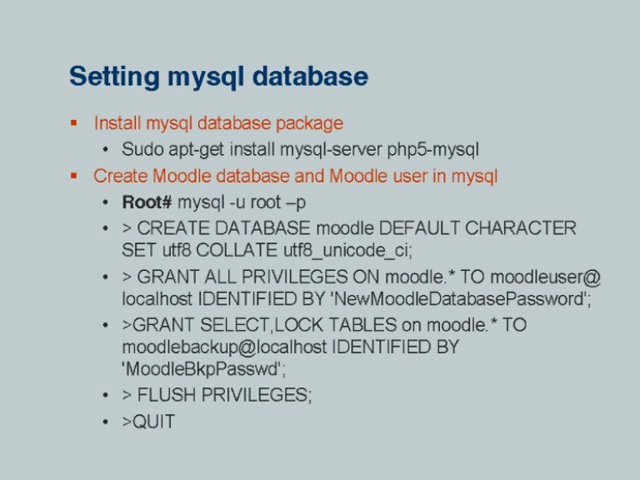 Setting mysql database
▪ Install mysql database package
• Sudo apt-get install mysql-server php5-mysql
▪ Create Moodle database and Moodle user in mysql
• Root# mysql -u root –p
• > CREATE DATABASE moodle DEFAULT CHARACTER
SET utf8 COLLATE utf8_unicode_ci;
• > GRANT ALL PRIVILEGES ON moodle.* TO moodleuser@
localhost IDENTIFIED BY 'NewMoodleDatabasePassword';
• >GRANT SELECT,LOCK TABLES on moodle.* TO
moodlebackup@localhost IDENTIFIED BY
'MoodleBkpPasswd';
• > FLUSH PRIVILEGES;
• >QUIT